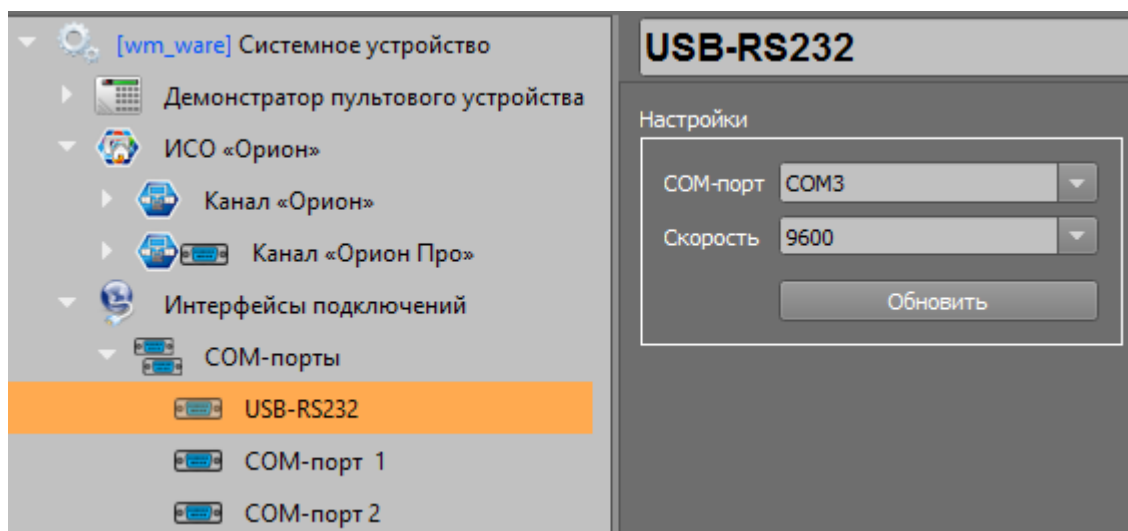 [wm_ware] Системное устройство
Демонстратор пультового устройства
ИСО «Орион»
Канал «Орион»
Канал «Орион Про»
Интерфейсы подключений
COM-порты
USB-RS232
COM-порт 1
COM-порт 2
USB-RS232
Настройки
COM-порт COM3
Скорость 9600
Обновить